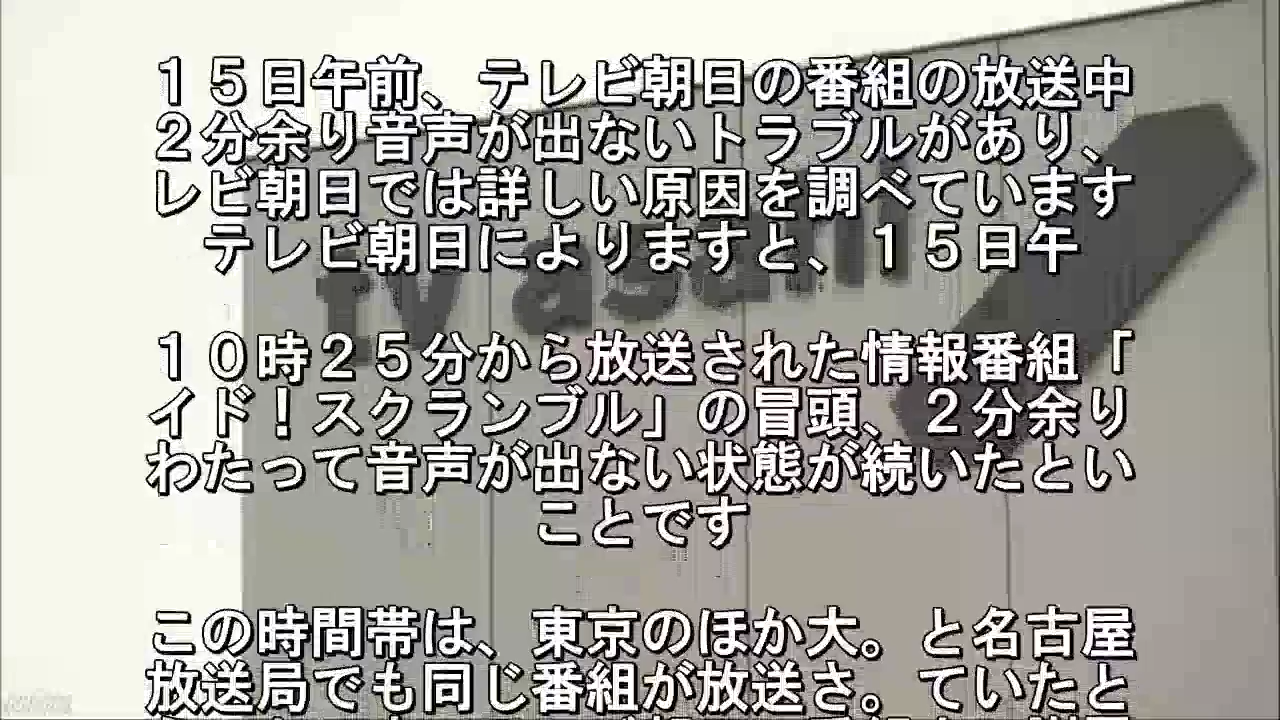 １５日午前、テレビ朝日の番組の放送中
２分余り音声が出ないトラブルがあり、
レビ朝日では詳しい原因を調べています
テレビ朝日によりますと、１５日午
１０時２５分から放送された情報番組「
イド！スクランブル」の冒頭、２分余り
わたって音声が出ない状態が続いたとい
ことです
この時間帯は、東京のほか大。と名古屋
放送局でも同じ番組が放送さ。ていたと
tv asahi